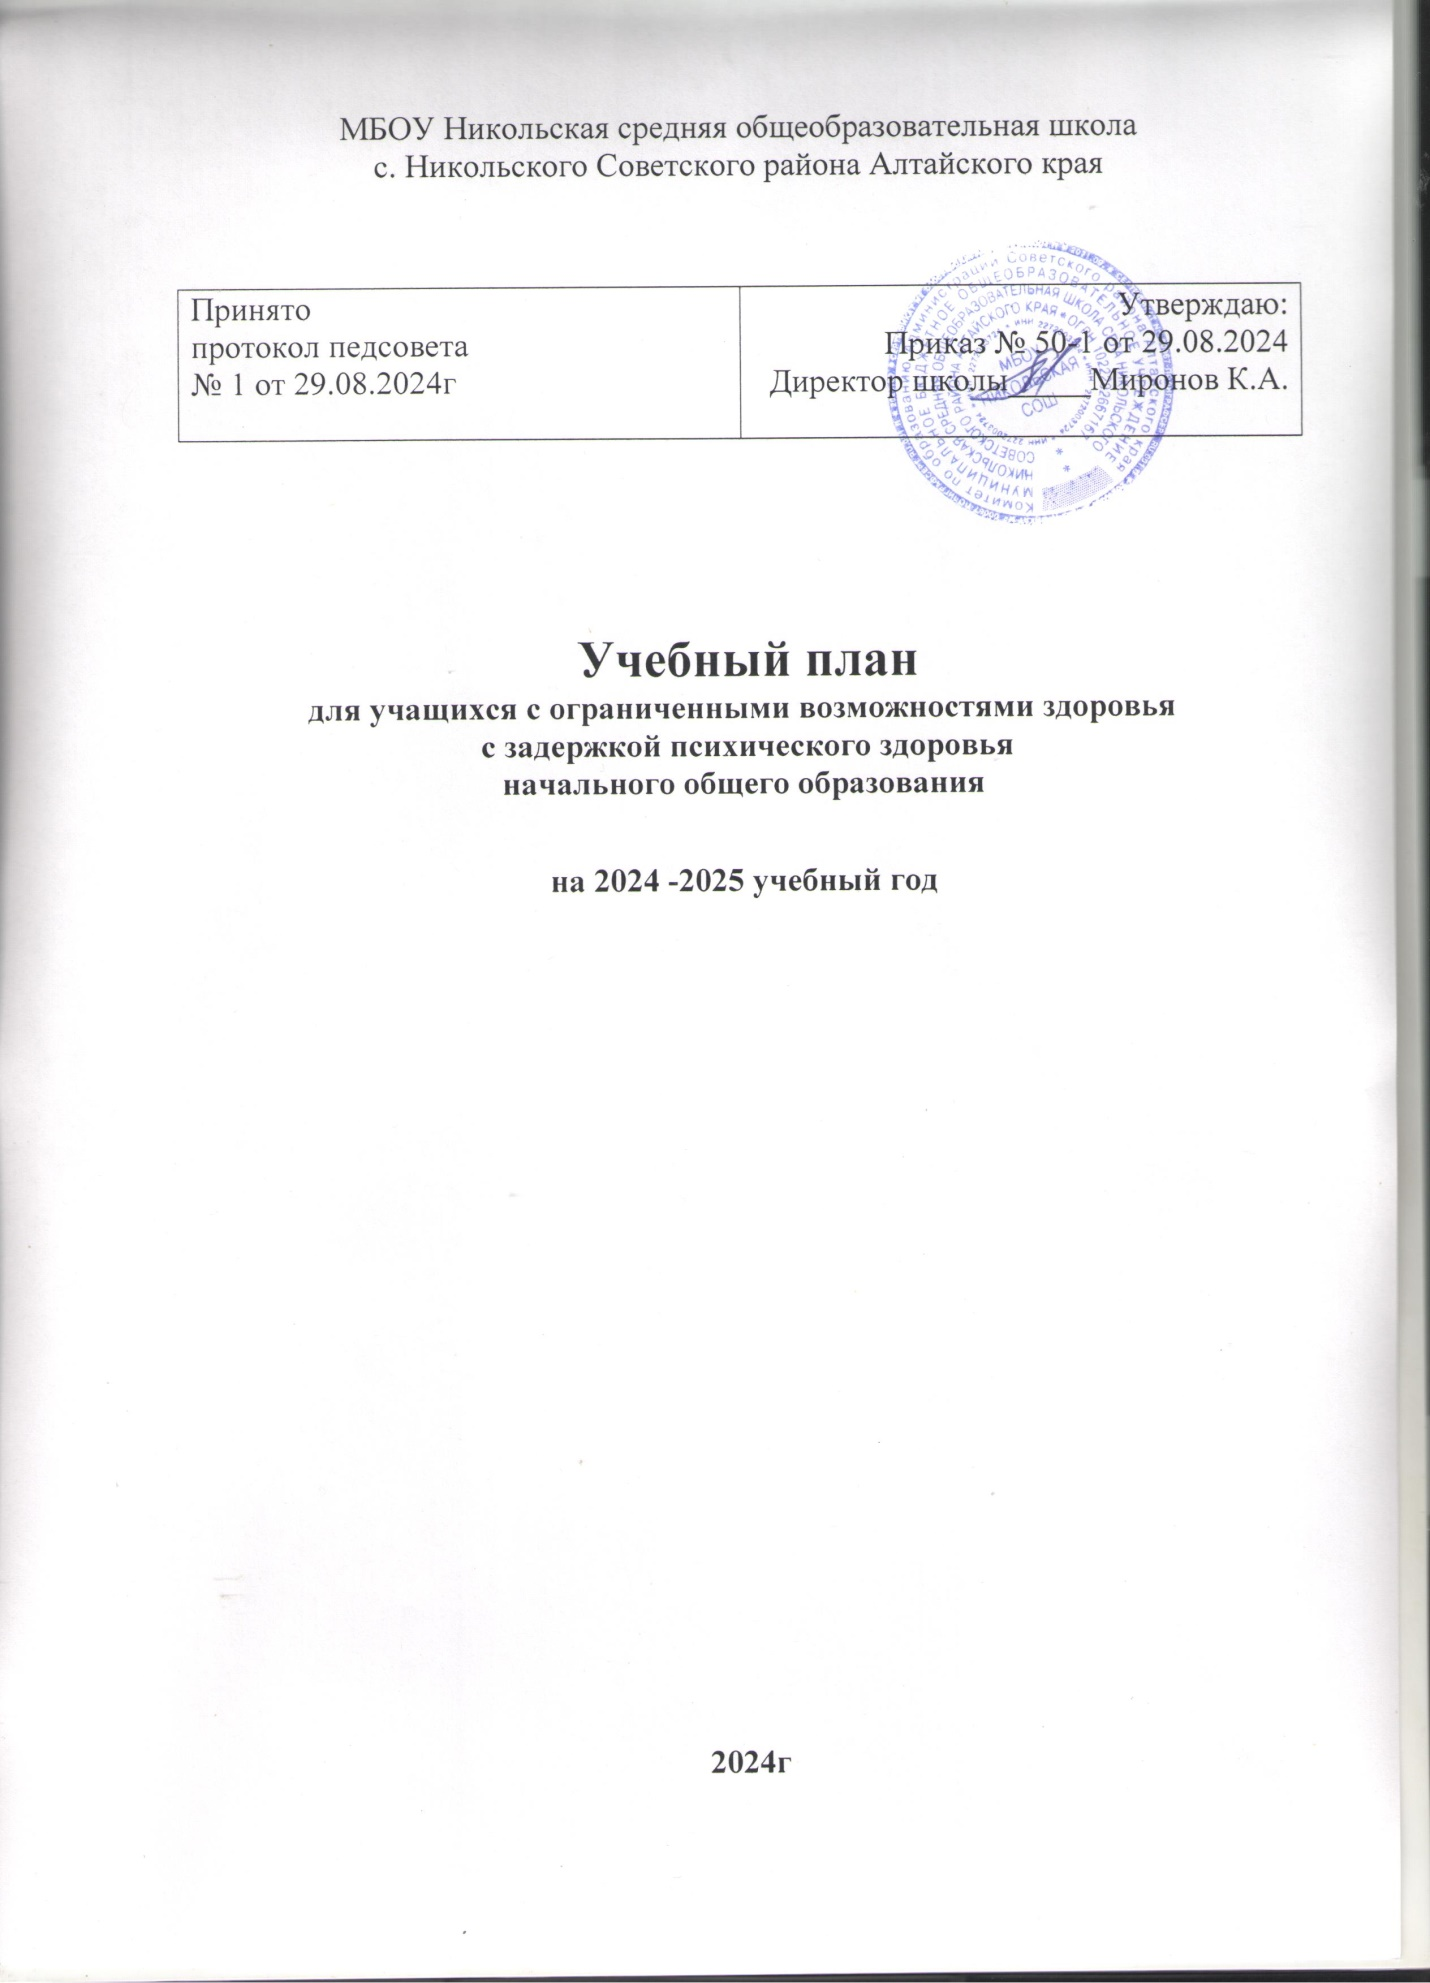 МБОУ Никольская средняя общеобразовательная школа
с. Никольского Советского района Алтайского края
Принято
протокол педсовета
№ 1 от 29.08.2024г
Утверждаю:
Приказ № 50-1 от 29.08.2024
Директор школы Миронов К.А.
МБОУ
СОШ
Учебный план
для учащихся с ограниченными возможностями здоровья
с задержкой психического здоровья
начального общего образования
на 2024 -2025 учебный год
2024г